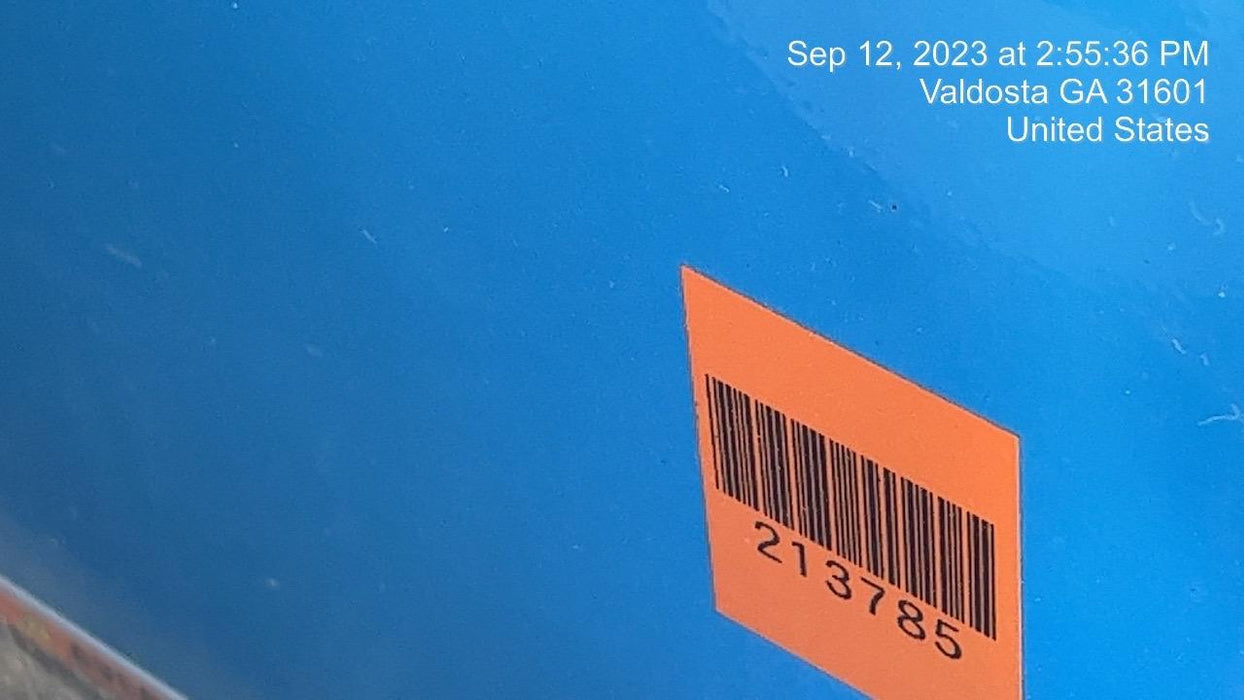 Sep 12, 2023 at 2:55:36 PM
Valdosta GA 31601
United States
213785